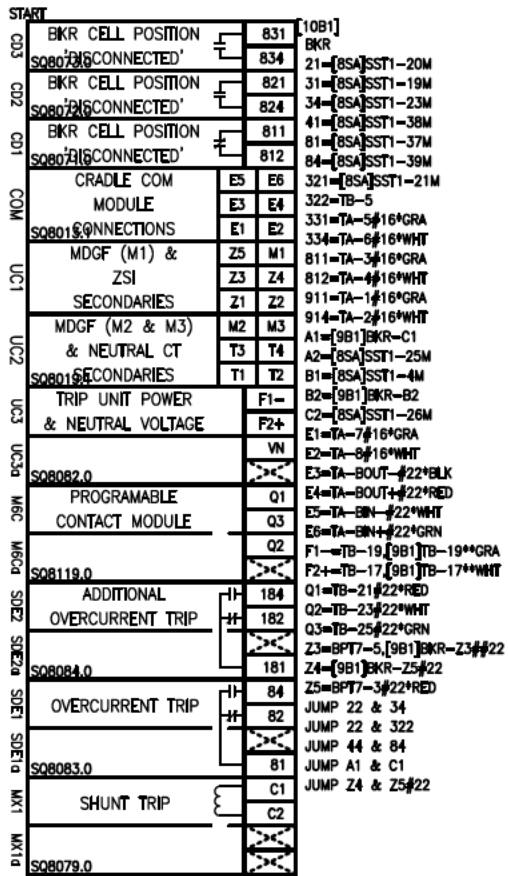 START
CD3 BKR CELL POSITION 831
'DISCONNECTED' 834
SQ8073.0
CD2 BKR CELL POSITION 821
'DISCONNECTED' 824
SQ8072.0
CD1 BKR CELL POSITION 811
'DISCONNECTED' 812
SQ8071.0
COM CRADLE COM E5 E6
MODULE E3 E4
CONNECTIONS E1 E2
SQ8013.1
UC1 MDGF (M1) & Z5 M1
ZSI Z3 Z4
SECONDARIES Z1 Z2
UC2 MDGF (M2 & M3) M2 M3
& NEUTRAL CT T3 T4
SECONDARIES T1 T2
SQ8019.1
UC3 TRIP UNIT POWER F1-
& NEUTRAL VOLTAGE F2+
UC3a VN
SQ8082.0
M6C PROGRAMABLE Q1
CONTACT MODULE Q3
M6Ca Q2
SQ8119.0
SDE2 ADDITIONAL 184
OVERCURRENT TRIP 182
SDE2a 181
SQ8084.0
SDE1 OVERCURRENT TRIP 84
82
SDE1a 81
SQ8083.0
MX1 SHUNT TRIP C1
C2
MX1a
SQ8079.0
[10B1]
BKR
21=[8SA]SST1-20M
31=[8SA]SST1-19M
34=[8SA]SST1-23M
41=[8SA]SST1-38M
81=[8SA]SST1-37M
84=[8SA]SST1-39M
321=[8SA]SST1-21M
322=TB-5
331=TA-5#16*GRA
334=TA-6#16*WHT
811=TA-3#16*GRA
812=TA-4#16*WHT
911=TA-1#16*GRA
914=TA-2#16*WHT
A1=[9B1]BKR-C1
A2=[8SA]SST1-25M
B1=[8SA]SST1-4M
B2=[9B1]BKR-B2
C2=[8SA]SST1-26M
E1=TA-7#16*GRA
E2=TA-8#16*WHT
E3=TA-BOUT-#22*BLK
E4=TA-BOUT+#22*RED
E5=TA-BIN-#22*WHT
E6=TA-BIN+#22*GRN
F1-=TB-19,[9B1]TB-19**GRA
F2+=TB-17,[9B1]TB-17**WHT
Q1=TB-21#22*RED
Q2=TB-23#22*WHT
Q3=TB-25#22*GRN
Z3=BPT7-5,[9B1]BKR-Z3##22
Z4=[9B1]BKR-Z5#22
Z5=BPT7-3#22*RED
JUMP 22 & 34
JUMP 22 & 322
JUMP 44 & 84
JUMP A1 & C1
JUMP Z4 & Z5#22